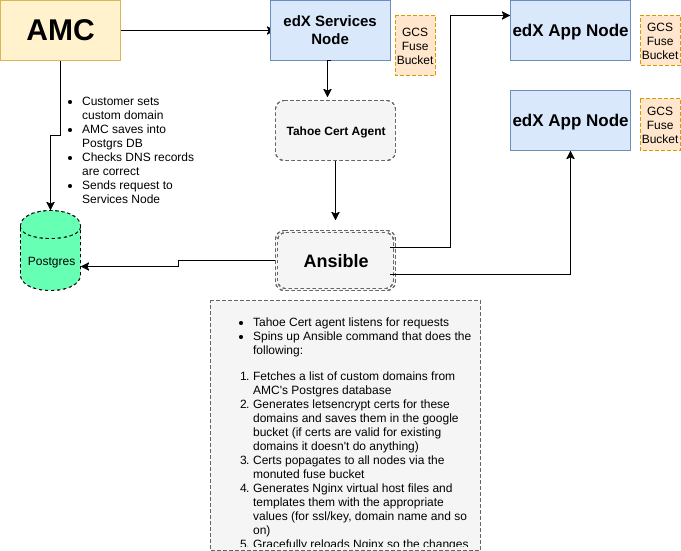 AMC
edX Services
Node
GCS
Fuse
Bucket
edX App Node
GCS
Fuse
Bucket
edX App Node
GCS
Fuse
Bucket
• Customer sets
custom domain
• AMC saves into
Postgrs DB
• Checks DNS records
are correct
• Sends request to
Services Node
Tahoe Cert Agent
Postgres
Ansible
• Tahoe Cert agent listens for requests
• Spins up Ansible command that does the
following:
1. Fetches a list of custom domains from
AMC's Postgres database
2. Generates letsencrypt certs for these
domains and saves them in the google
bucket (if certs are valid for existing
domains it doesn't do anything)
3. Certs popagates to all nodes via the
monuted fuse bucket
4. Generates Nginx virtual host files and
templates them with the appropriate
values (for ssl/key, domain name and so
on)
5. Gracefully reloads Nginx so the changes